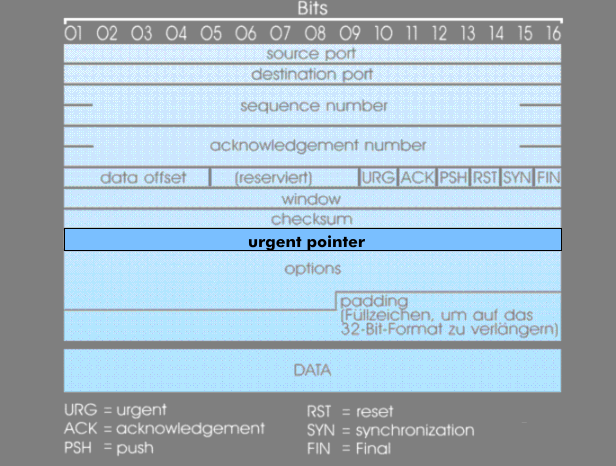 Bits
01 02 03 04 05 06 07 08 09 10 11 12 13 14 15 16
source port
destination port
sequence number
acknowledgement number
data offset (reserviert) URG ACK PSH RST SYN FIN
window
checksum
urgent pointer
options
padding
(Füllzeichen, um auf das
32-Bit-Format zu verlängern)
DATA
URG = urgent
ACK = acknowledgement
PSH = push
RST = reset
SYN = synchronization
FIN = Final